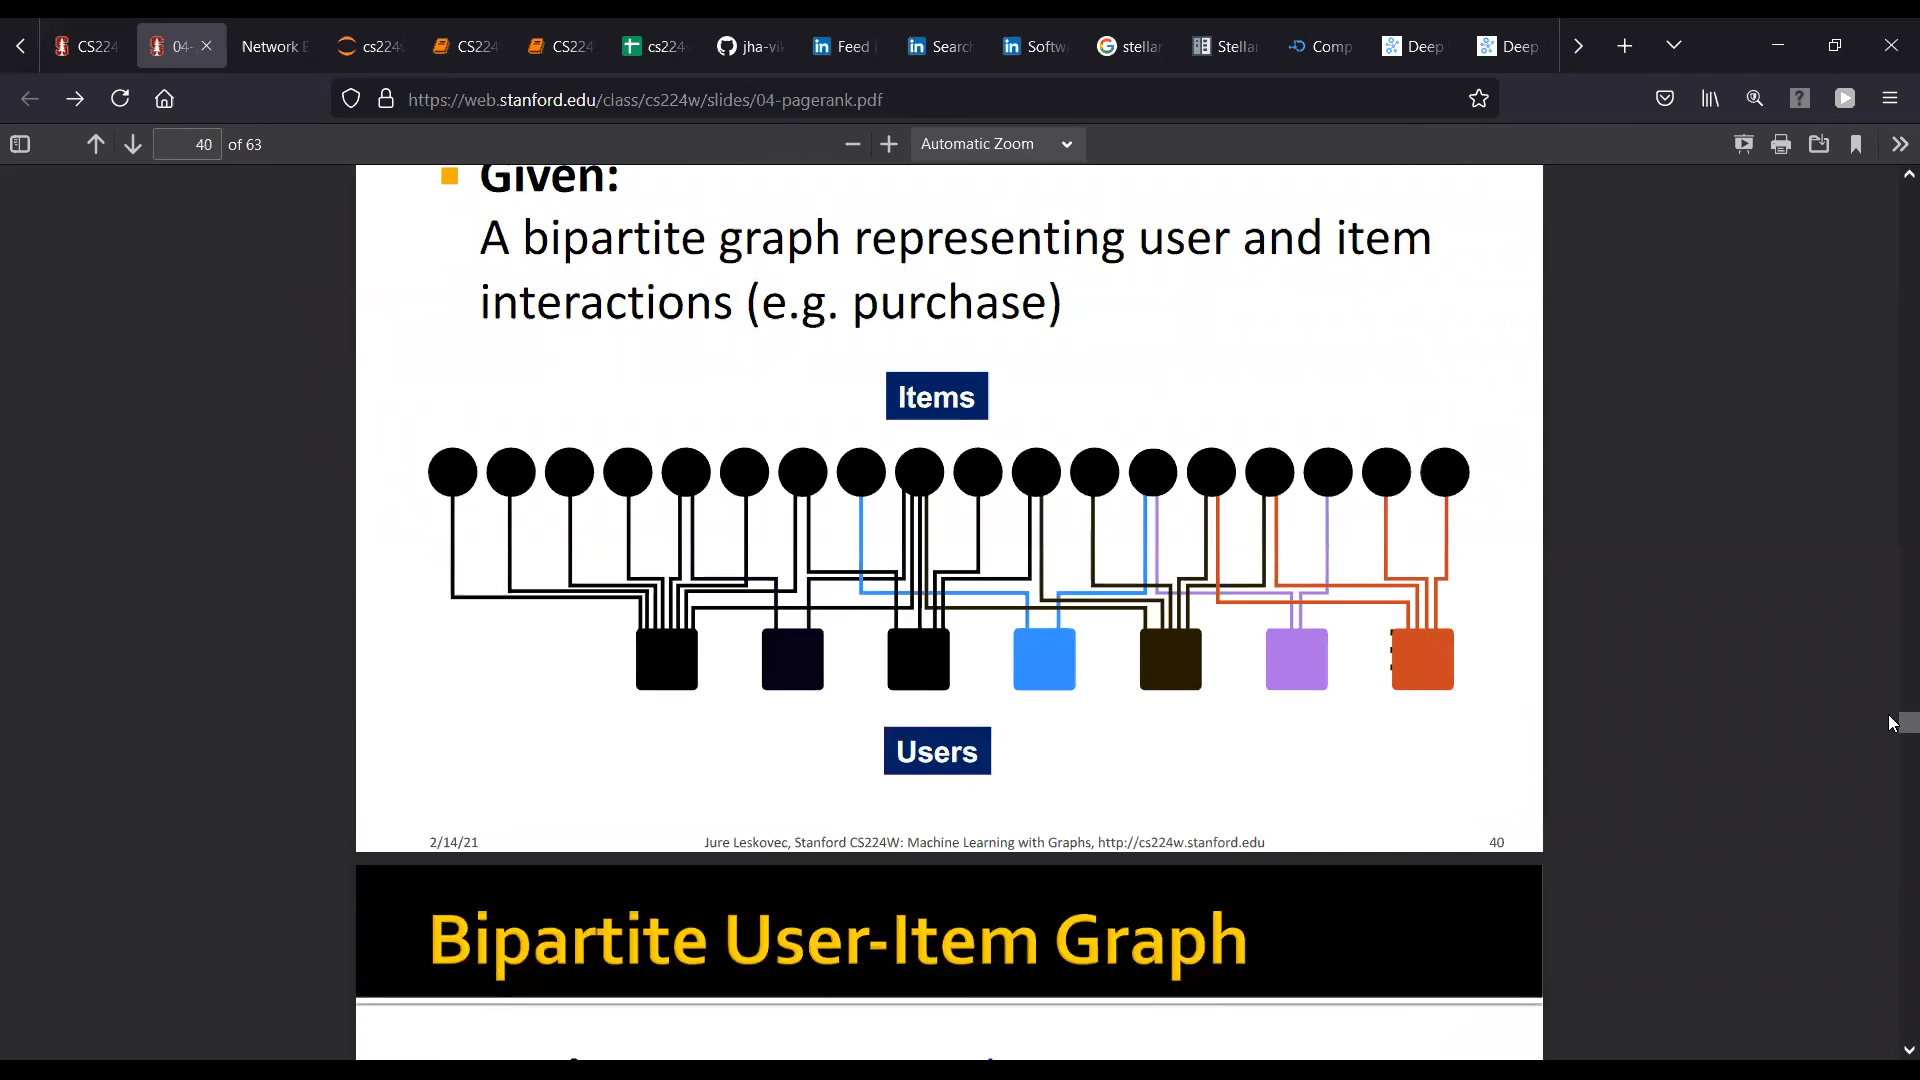 CS224
04-
Network E
cs224
CS224
CS224
cs224-
jha-vi
Feed
Searc
Softw
stellar
Stella
Comp
Deep
Deep
https://web.stanford.edu/class/cs224w/slides/04-pagerank.pdf
40 of 63
Automatic Zoom
Given:
A bipartite graph representing user and item
interactions (e.g. purchase)
Items
Users
2/14/21
Jure Leskovec, Stanford CS224W: Machine Learning with Graphs, http://cs224w.stanford.edu
40
Bipartite User-Item Graph